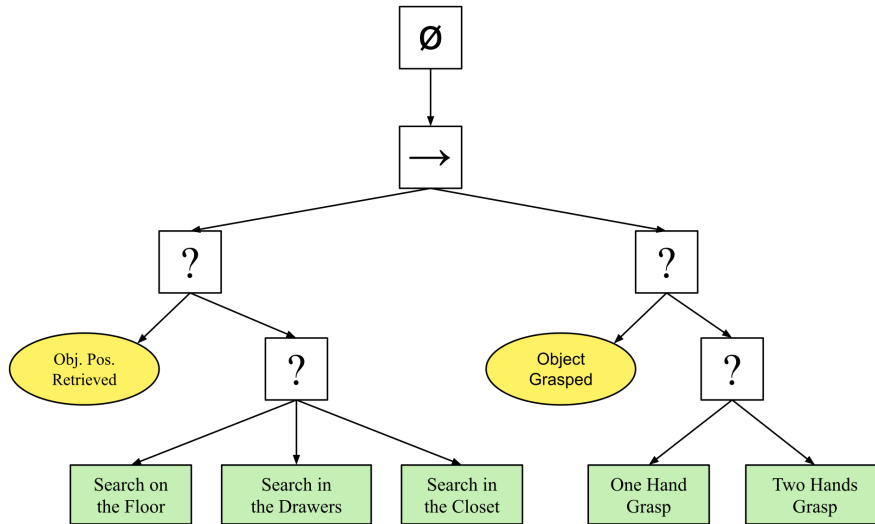 Ø
→
?
?
Obj. Pos.
Retrieved
?
Object
Grasped
?
Search on
the Floor
Search in
the Drawers
Search in
the Closet
One Hand
Grasp
Two Hands
Grasp